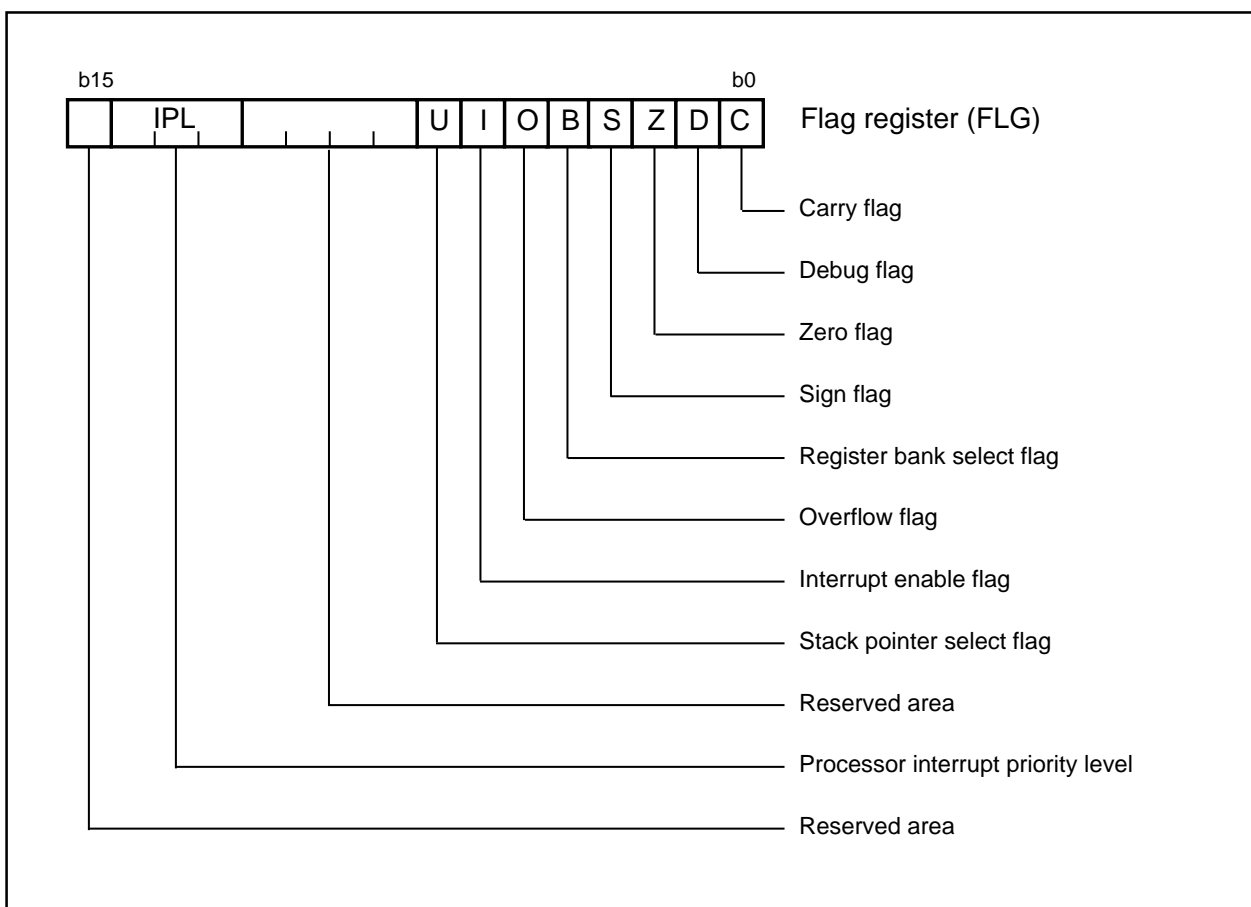 b15 b0
IPL U I O B S Z D C Flag register (FLG)
Carry flag
Debug flag
Zero flag
Sign flag
Register bank select flag
Overflow flag
Interrupt enable flag
Stack pointer select flag
Reserved area
Processor interrupt priority level
Reserved area